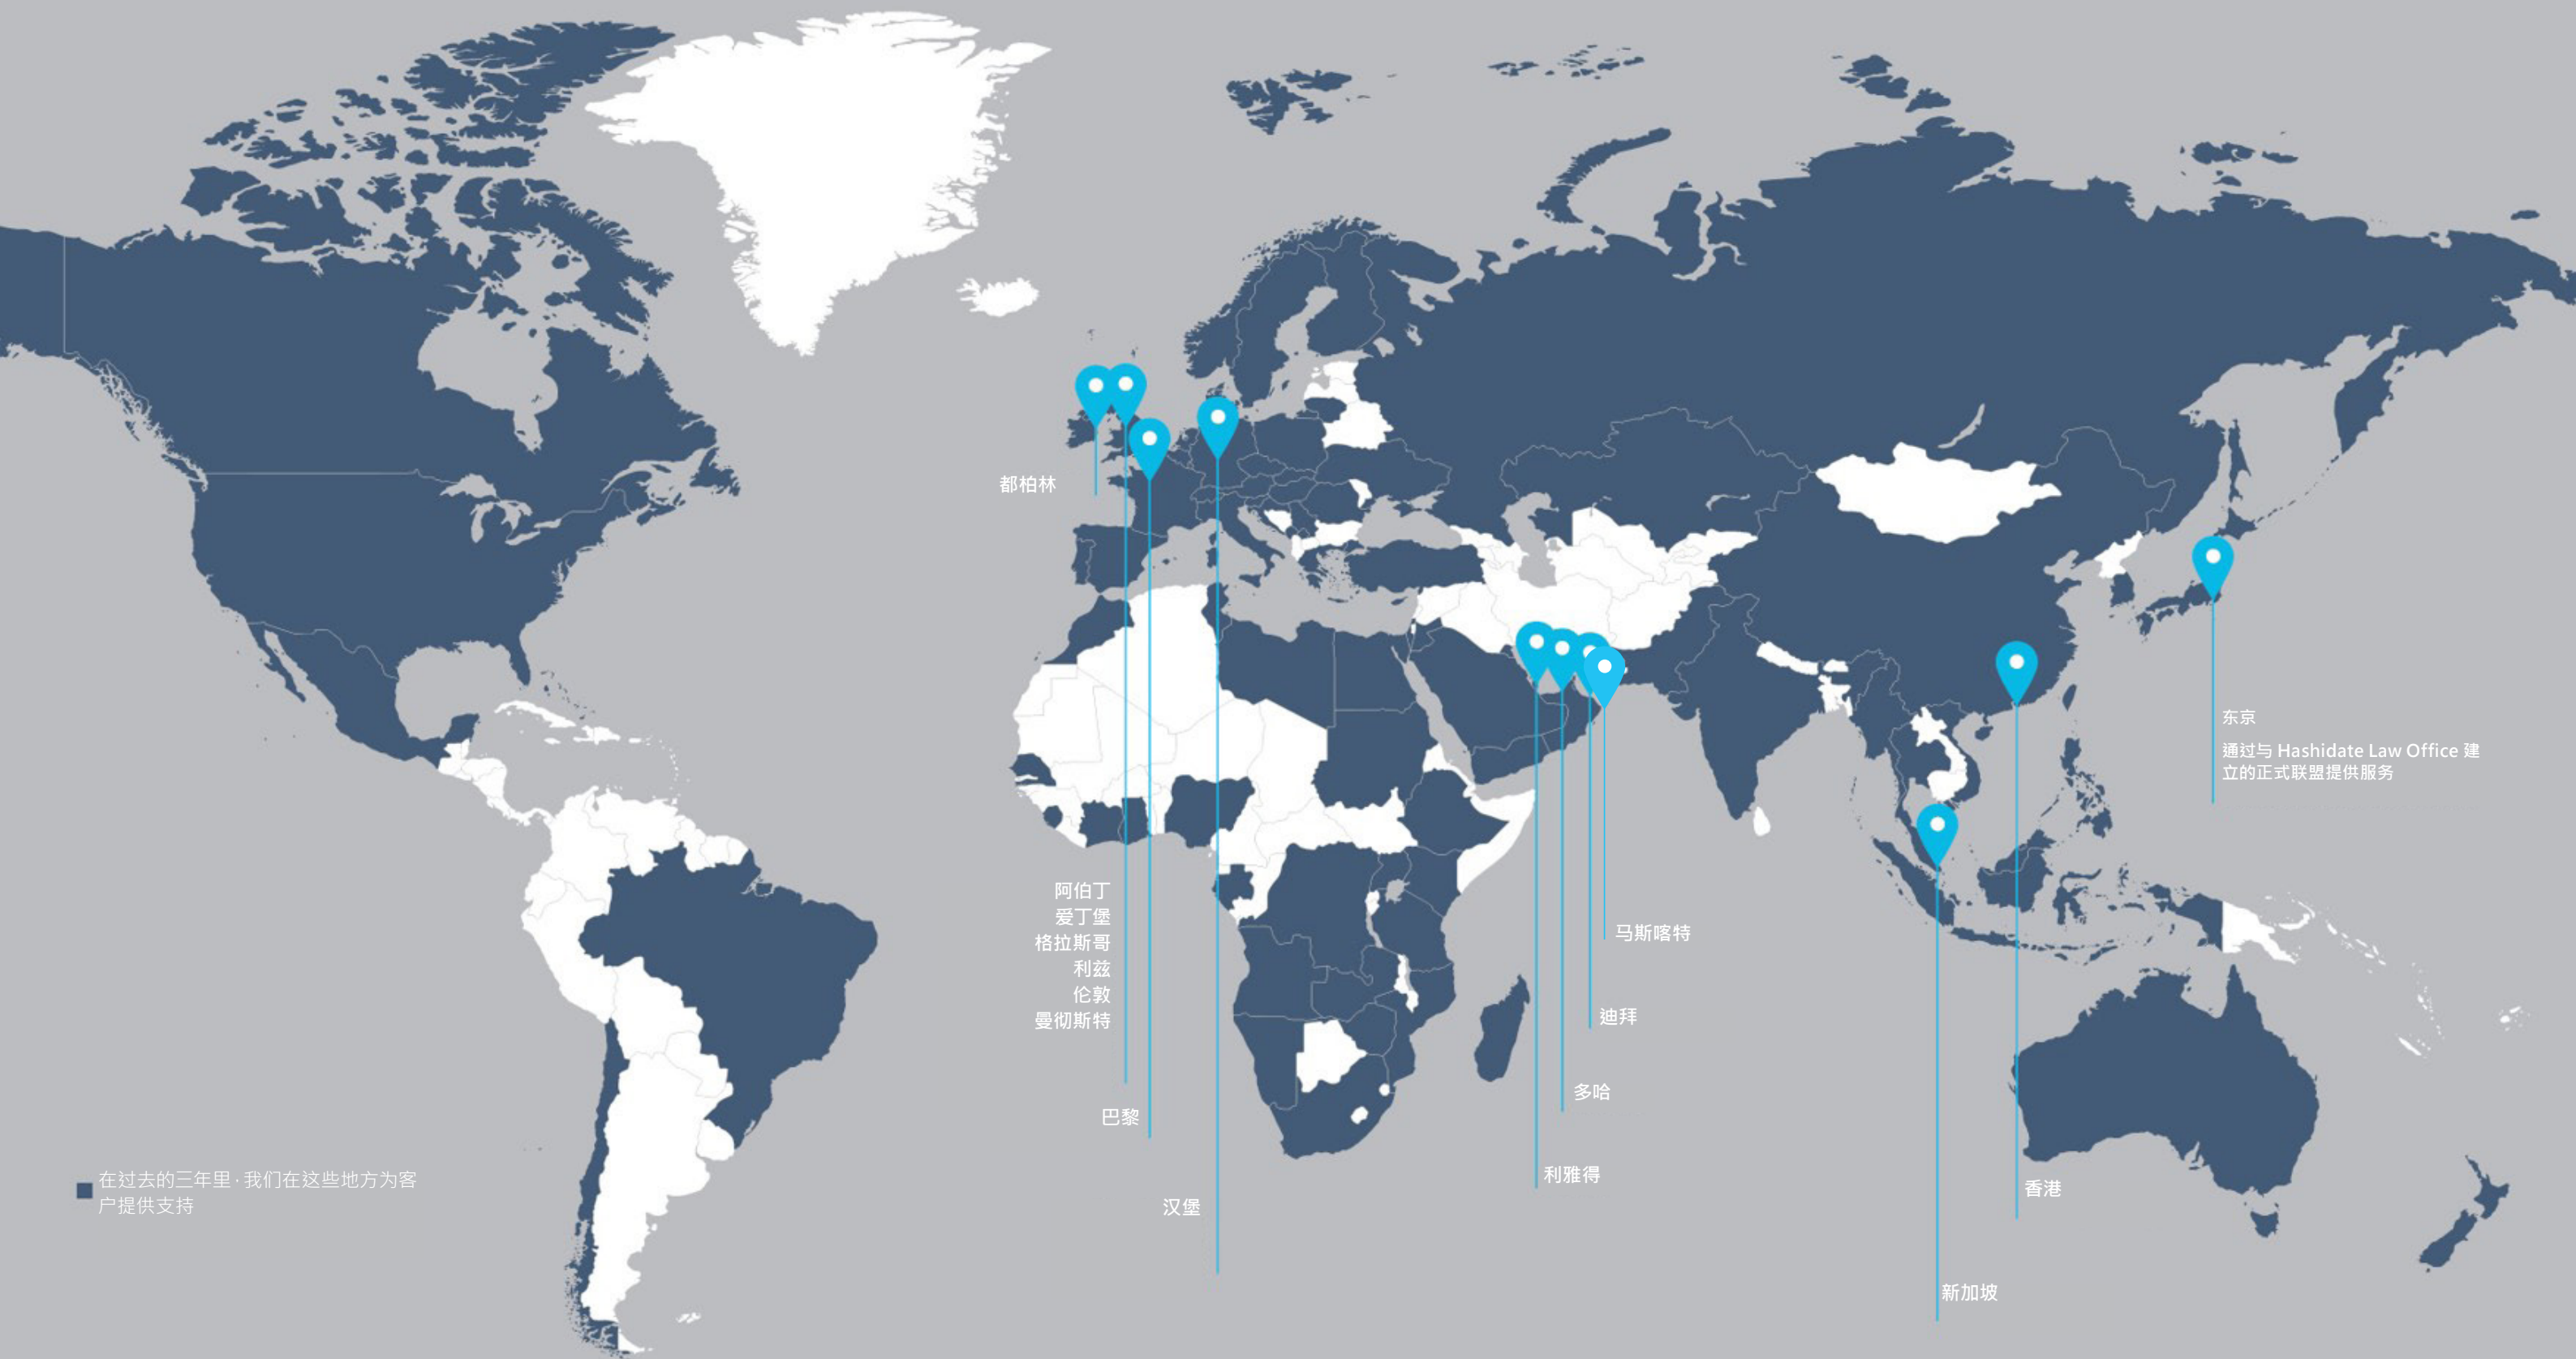 都柏林
东京
通过与 Hashidate Law Office 建
立的正式联盟提供服务
阿伯丁
爱丁堡
格拉斯哥
利兹
伦敦
曼彻斯特
马斯喀特
迪拜
多哈
巴黎
利雅得
在过去的三年里，我们在这些地方为客
户提供支持
香港
汉堡
新加坡